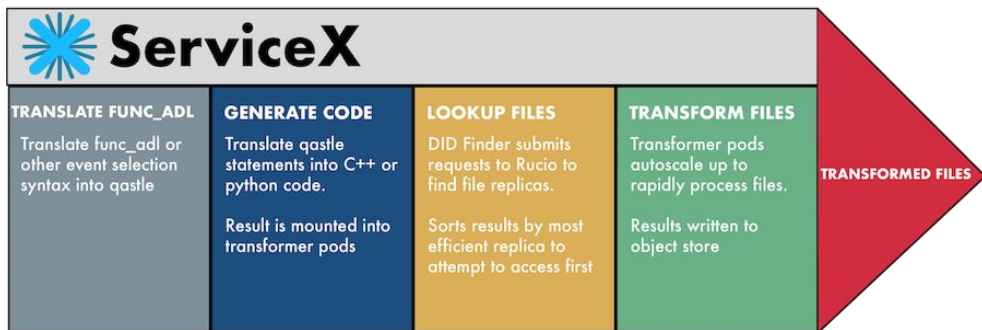 ServiceX
TRANSLATE FUNC_ADL
Translate func_adl or
other event selection
syntax into qastle
GENERATE CODE
Translate qastle
statements into C++ or
python code.
Result is mounted into
transformer pods
LOOKUP FILES
DID Finder submits
requests to Rucio to
find file replicas.
Sorts results by most
efficient replica to
attempt to access first
TRANSFORM FILES
Transformer pods
autoscale up to
rapidly process files.
Results written to
object store
TRANSFORMED FILES